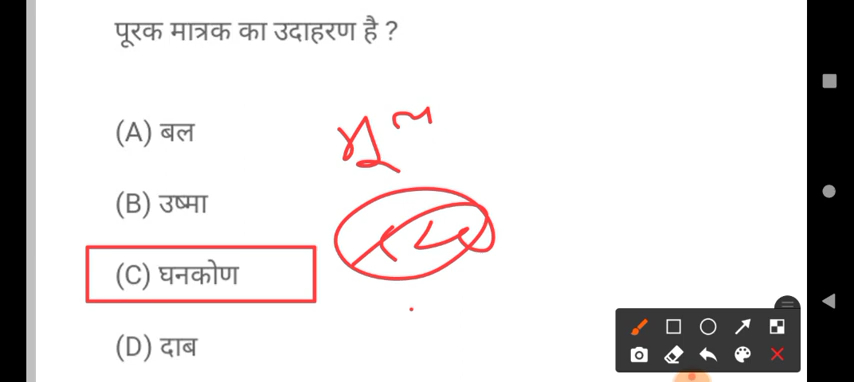 पूरक मात्रक का उदाहरण है ?
(A) बल
(B) उष्मा
(C) घनकोण
(D) दाब